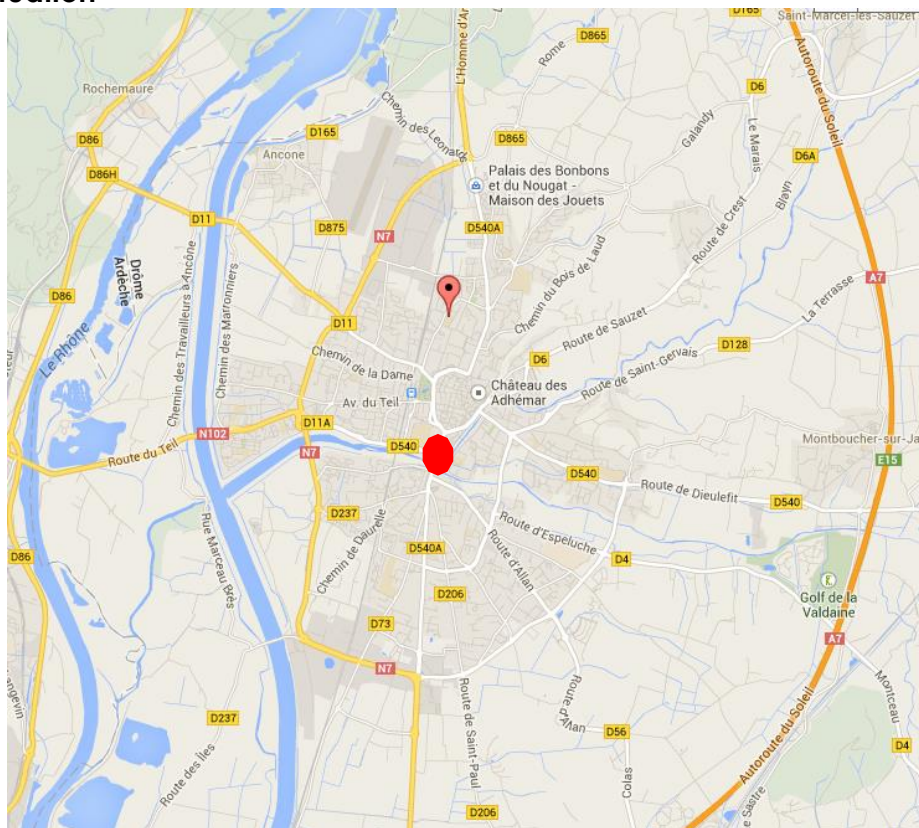 D165
Saint-Marcel-lès-Sauzet
D865
L'Homme d'Ar
Rome
Rochemaure
D6
Autoroute du Soleil
Chemin des Léonards
D86
D165
D865
Galandy
Le Marais
Ancone
D6A
Palais des Bonbons
et du Nougat -
Maison des Jouets
D86H
Blayn
D11
D875
N7
D540A
Route de Crest
Drôme
Ardèche
Chemin des Travailleurs à Ancône
Chemin des Marronniers
Chemin du Bois de Laud
A7
D86
La Terrasse
D11
Le Rhône
Route de Sauzet
D128
Chemin de la Dame
D6
Château des
Adhémar
Route de Saint-Gervais
Av. du Teil
D11A
N102
D540
Montboucher-sur-Ja
Route du Teil
N7
E15
D540
Route de Dieulefit
D540
D237
Route d'Espeluche
Rue Marceau Brès
Chemin de Daurelle
D86
D540A
Route d'Allan
D4
Golf de la
Valdaine
D206
D73
A7
N7
Montceau
angevin
Route de Saint-Paul
Route d'Allan
D237
D56
D4
Route des Îles
Colas
Autoroute du Soleil
D206
Sastre